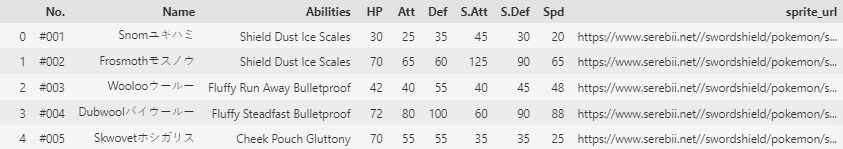 No. Name Abilities HP Att Def S.Att S.Def Spd sprite_url
0 #001 Snomユキハミ Shield Dust Ice Scales 30 25 35 45 30 20 https://www.serebii.net//swordshield/pokemon/s...
1 #002 Frosmothモスノウ Shield Dust Ice Scales 70 65 60 125 90 65 https://www.serebii.net//swordshield/pokemon/s...
2 #003 Woolooウールー Fluffy Run Away Bulletproof 42 40 55 40 45 48 https://www.serebii.net//swordshield/pokemon/s...
3 #004 Dubwoolバイウールー Fluffy Steadfast Bulletproof 72 80 100 60 90 88 https://www.serebii.net//swordshield/pokemon/s...
4 #005 Skwovetホシガリス Cheek Pouch Gluttony 70 55 55 35 35 25 https://www.serebii.net//swordshield/pokemon/s...